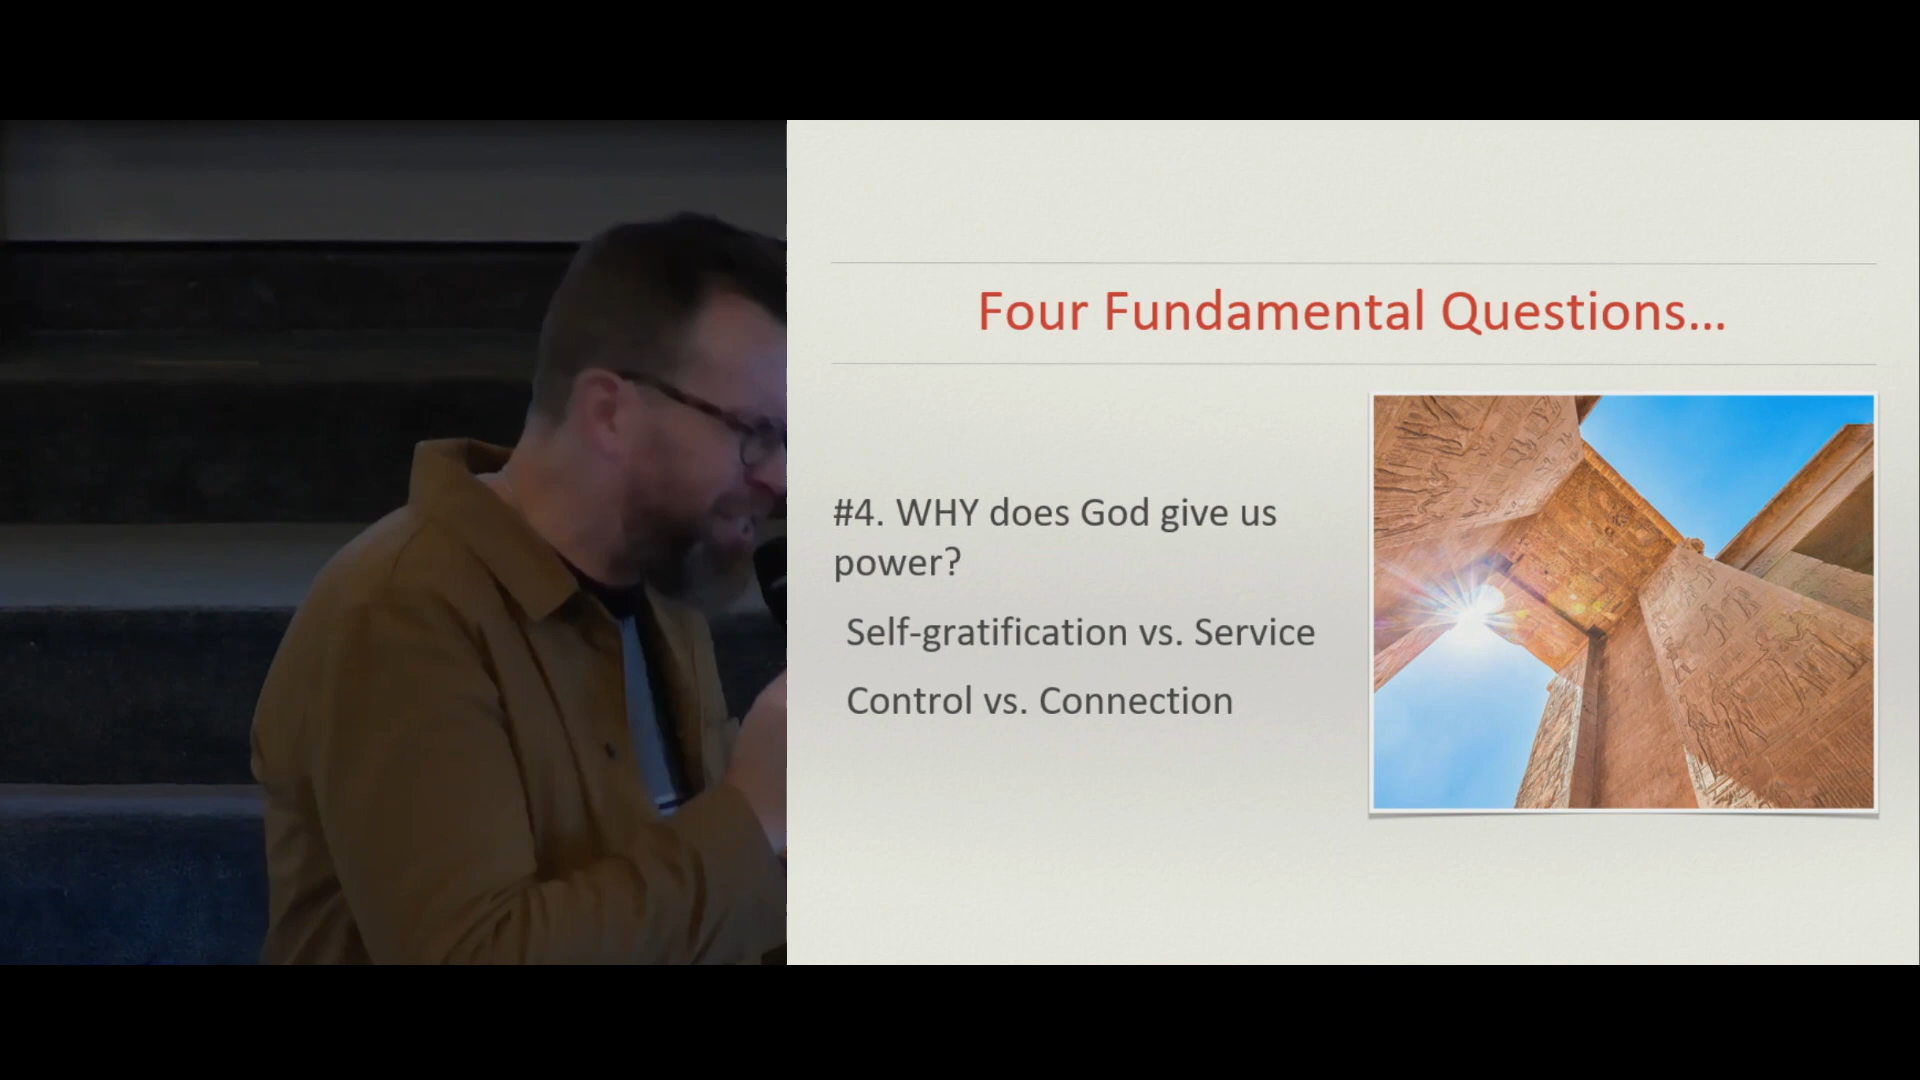 Four Fundamental Questions...
#4. WHY does God give us
power?
Self-gratification vs. Service
Control vs. Connection